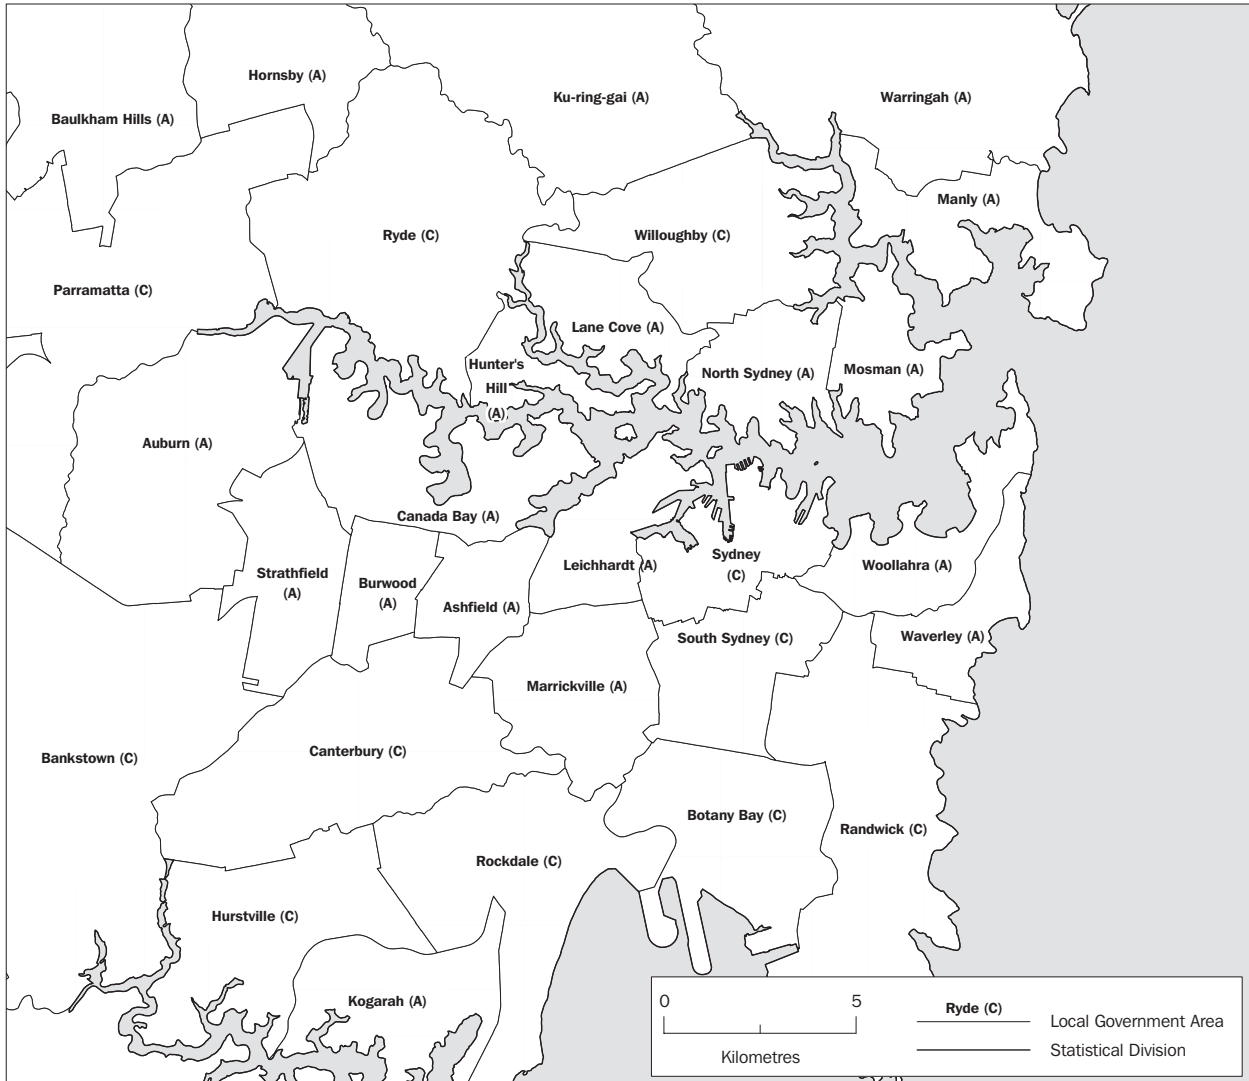 Hornsby (A)
Ku-ring-gai (A)
Warringah (A)
Baulkham Hills (A)
Manly (A)
Ryde (C)
Willoughby (C)
Parramatta (C)
Lane Cove (A)
Hunter's
Hill
(A)
North Sydney (A)
Mosman (A)
Auburn (A)
Canada Bay (A)
Strathfield
(A)
Burwood
(A)
Ashfield (A)
Leichhardt (A)
Sydney
(C)
Woollahra (A)
South Sydney (C)
Waverley (A)
Marrickville (A)
Bankstown (C)
Canterbury (C)
Botany Bay (C)
Randwick (C)
Rockdale (C)
Hurstville (C)
Kogarah (A)
0 5
Kilometres
Ryde (C)
Local Government Area
Statistical Division